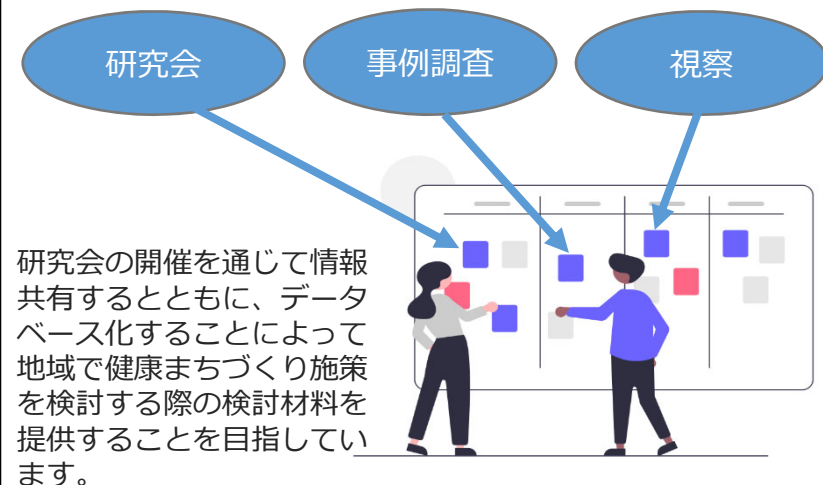 研究会
事例調査
視察
研究会の開催を通じて情報
共有するとともに、データ
ベース化することによって
地域で健康まちづくり施策
を検討する際の検討材料を
提供することを目指してい
ます。